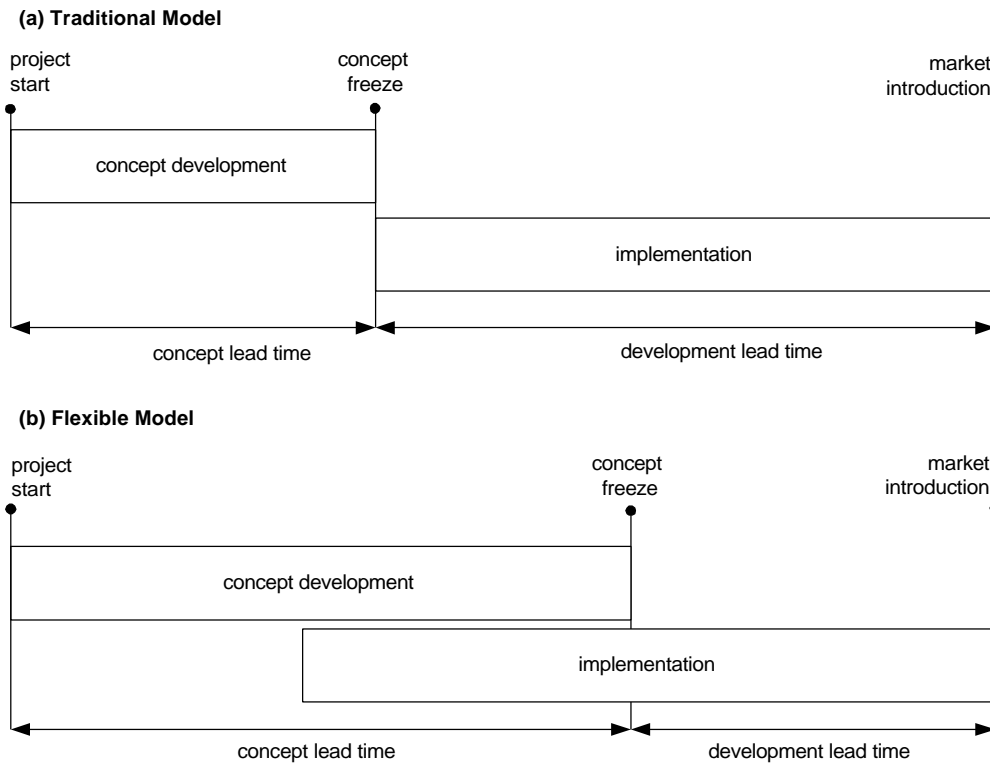 (a) Traditional Model
project
start
concept
freeze
market
introduction
concept development
implementation
concept lead time
development lead time
(b) Flexible Model
project
start
concept
freeze
market
introduction
concept development
implementation
concept lead time
development lead time